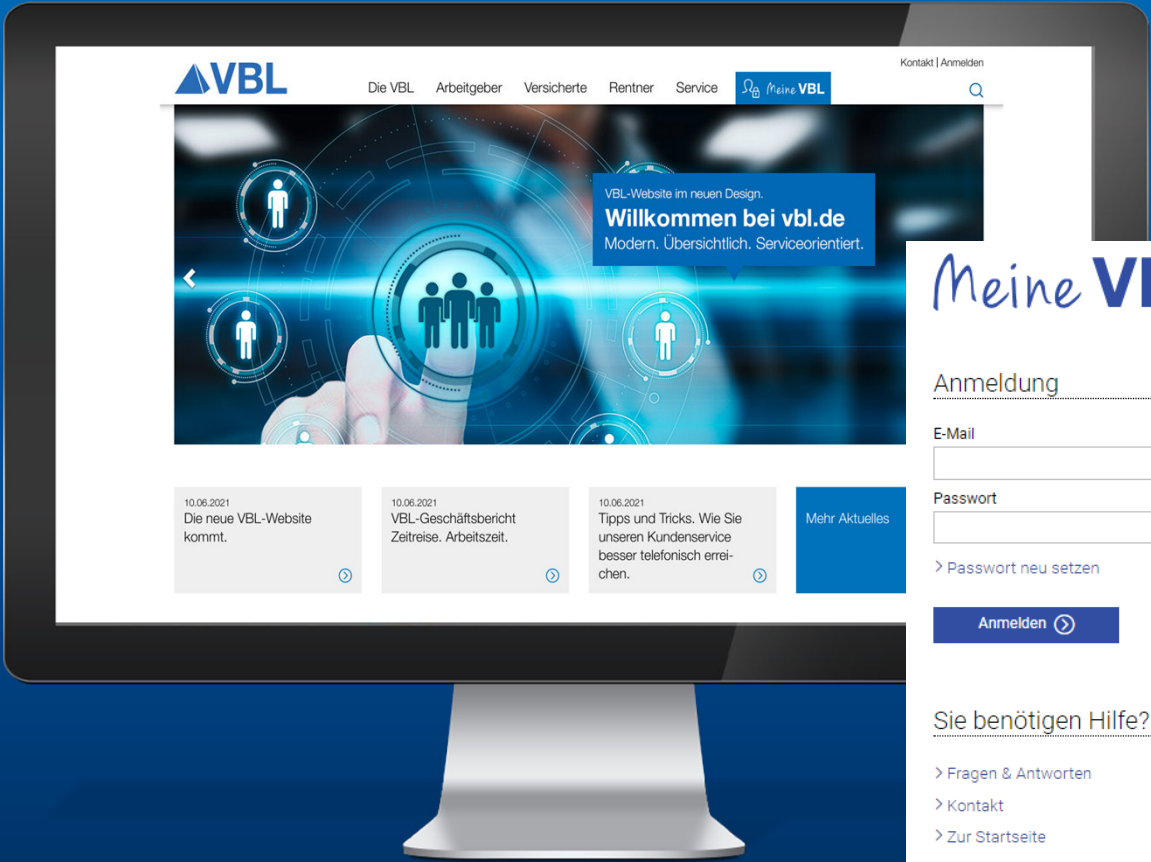 Kontakt | Anmelden
VBL
Die VBL Arbeitgeber Versicherte Rentner Service Meine VBL
VBL-Website im neuen Design.
Willkommen bei vbl.de
Modern. Übersichtlich. Serviceorientiert.
10.06.2021
Die neue VBL-Website
kommt.
10.06.2021
VBL-Geschäftsbericht
Zeitreise. Arbeitszeit.
10.06.2021
Tipps und Tricks. Wie Sie
unseren Kundenservice
besser telefonisch errei-
chen.
Mehr Aktuelles
Meine
Anmeldung
E-Mail
Passwort
> Passwort neu setzen
Anmelden
Sie benötigen Hilfe?
> Fragen & Antworten
> Kontakt
> Zur Startseite